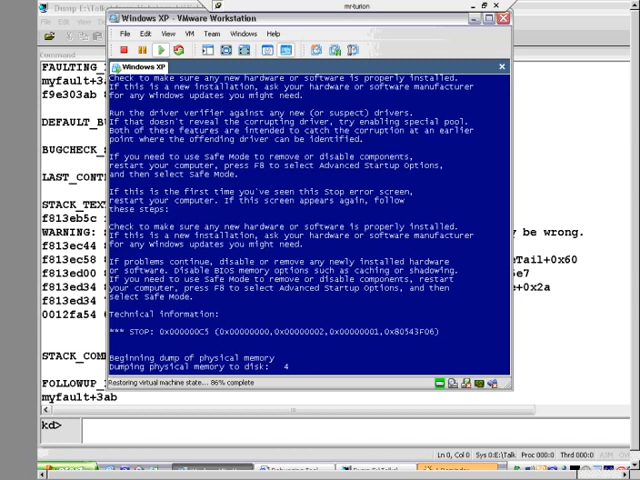 Dump E:\Talk
mr-turion
Windows XP - VMware Workstation
File Edit View VM Team Windows Help
Windows XP
Command
Check to make sure any new hardware or software is properly installed.
If this is a new installation, ask your hardware or software manufacturer
for any Windows updates you might need.
Run the driver verifier against any new (or suspect) drivers.
If that doesn't reveal the corrupting driver, try enabling special pool.
Both of these features are intended to catch the corruption at an earlier
point where the offending driver can be identified.
If you need to use Safe Mode to remove or disable components,
restart your computer, press F8 to select Advanced Startup Options,
and then select Safe Mode.
If this is the first time you've seen this Stop error screen,
restart your computer. If this screen appears again, follow
these steps:
Check to make sure any new hardware or software is properly installed.
If this is a new installation, ask your hardware or software manufacturer
for any Windows updates you might need.
If problems continue, disable or remove any newly installed hardware
or software. Disable BIOS memory options such as caching or shadowing.
If you need to use Safe Mode to remove or disable components, restart
your computer, press F8 to select Advanced Startup Options, and then
select Safe Mode.
Technical information:
*** STOP: 0x000000C5 (0x00000000,0x00000002,0x00000001,0x80543F06)
Beginning dump of physical memory
Dumping physical memory to disk: 4
Restoring virtual machine state... 86% complete
FAULTING_
myfault+3a
f9e303ab
DEFAULT_B
BUGCHECK_
LAST_CONT
STACK_TEX
f813eb5c
WARNING: y be wrong.
f813ec44
f813ec58 eTail+0x60
f813ed00 6e7
f813ed34 e+0x2a
f813ed34
0012fa54
STACK_COM
FOLLOWUP_
myfault+3ab
kd>
Ln 0, Col 0 Sys 0:E:\Talk Proc 000:0 Thrd 000:0 ASM OVR